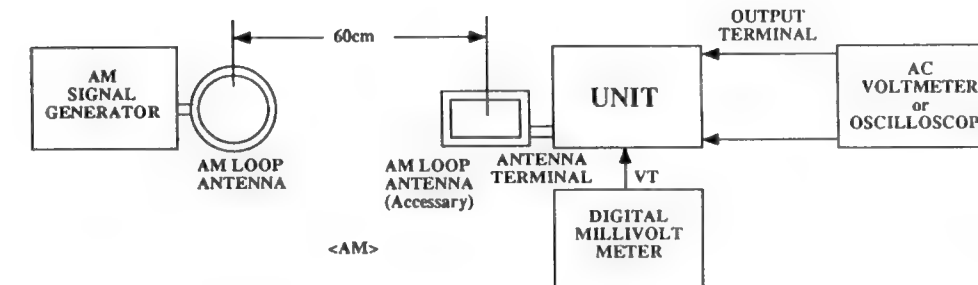 60cm
OUTPUT
TERMINAL
AM
SIGNAL
GENERATOR
UNIT
AC
VOLTMETER
or
OSCILLOSCOP
AM LOOP
ANTENNA
AM LOOP
ANTENNA
(Accessary)
ANTENNA
TERMINAL
VT
DIGITAL
MILLIVOLT
METER
<AM>